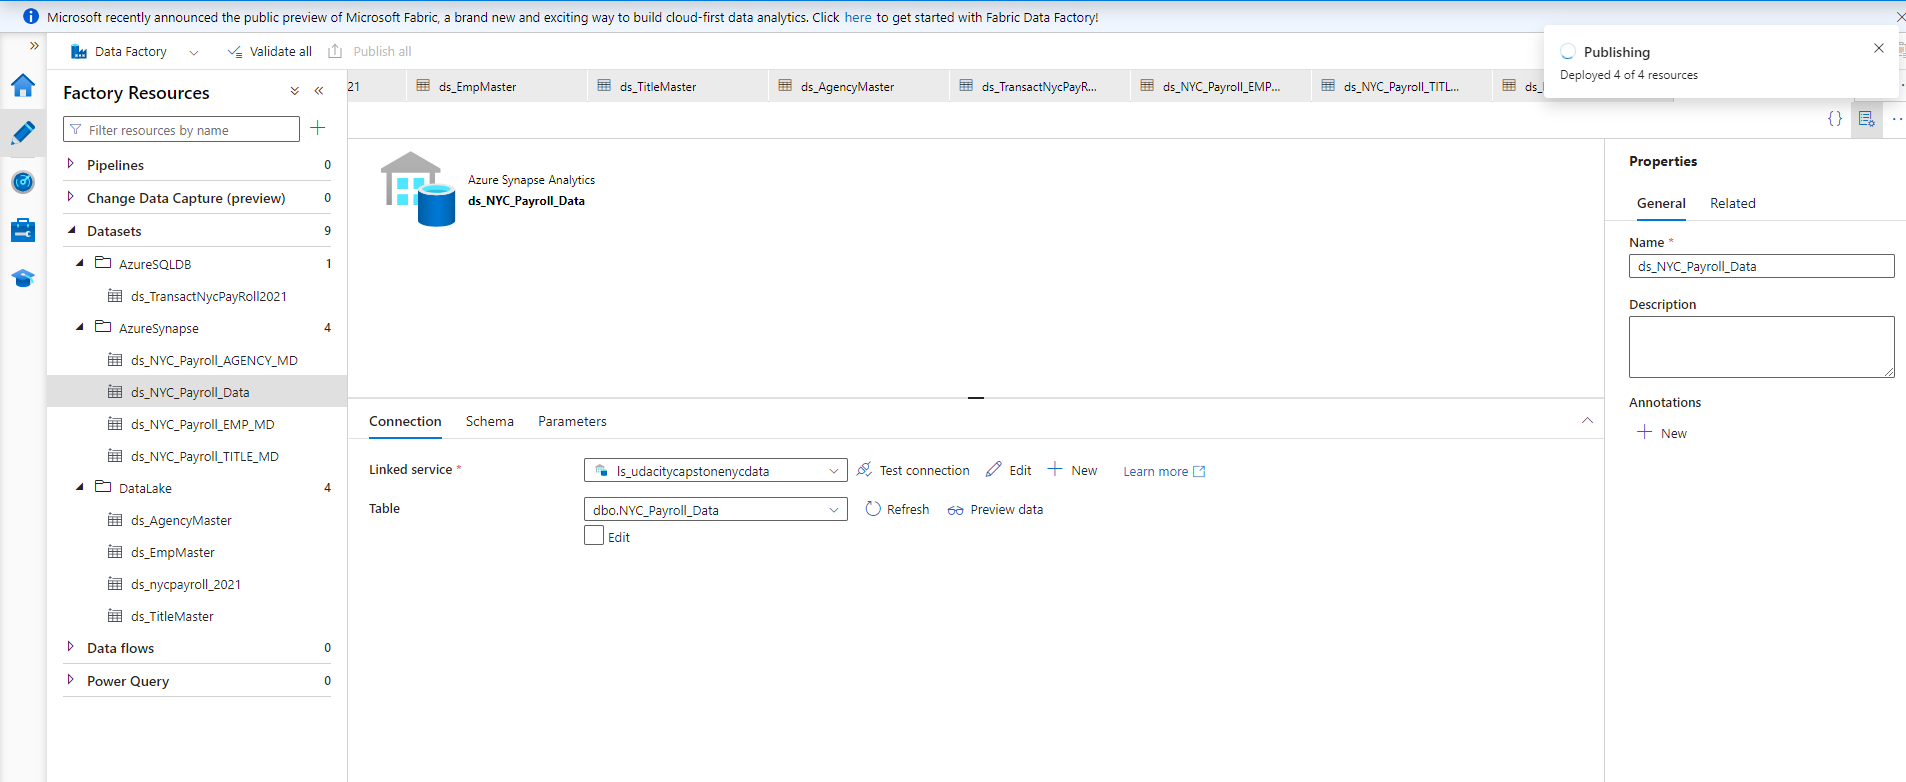 Microsoft recently announced the public preview of Microsoft Fabric, a brand new and exciting way to build cloud-first data analytics. Click here to get started with Fabric Data Factory!
Data Factory
Validate all
Publish all
Publishing
Deployed 4 of 4 resources
Factory Resources
Filter resources by name
Pipelines 0
Change Data Capture (preview) 0
Datasets 9
AzureSQLDB 1
ds_TransactNycPayRoll2021
AzureSynapse 4
ds_NYC_Payroll_AGENCY_MD
ds_NYC_Payroll_Data
ds_NYC_Payroll_EMP_MD
ds_NYC_Payroll_TITLE_MD
DataLake 4
ds_AgencyMaster
ds_EmpMaster
ds_nycpayroll_2021
ds_TitleMaster
Data flows 0
Power Query 0
21
ds_EmpMaster
ds_TitleMaster
ds_AgencyMaster
ds_TransactNycPayR...
ds_NYC_Payroll_EMP...
ds_NYC_Payroll_TITL...
Azure Synapse Analytics
ds_NYC_Payroll_Data
Connection
Schema
Parameters
Linked service *
ls_udacitycapstonenycdata
Test connection
Edit
New
Learn more
Table
dbo.NYC_Payroll_Data
Refresh
Preview data
Edit
Properties
General
Related
Name *
ds_NYC_Payroll_Data
Description
Annotations
New